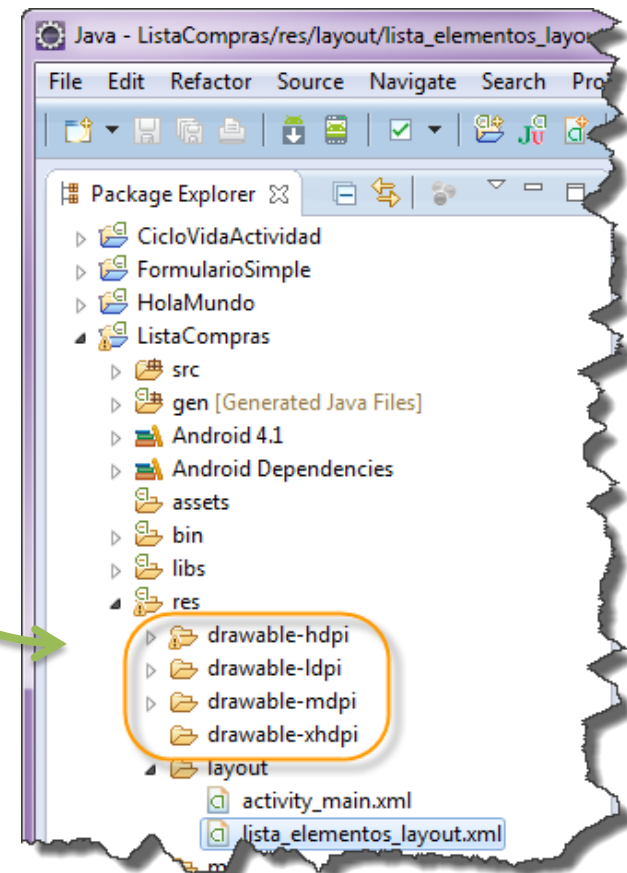 Java - ListaCompras/res/layout/lista_elementos_layou
File Edit Refactor Source Navigate Search Pro
Package Explorer
CicloVidaActividad
FormularioSimple
HolaMundo
ListaCompras
src
gen [Generated Java Files]
Android 4.1
Android Dependencies
assets
bin
libs
res
drawable-hdpi
drawable-ldpi
drawable-mdpi
drawable-xhdpi
layout
activity_main.xml
lista_elementos_layout.xml